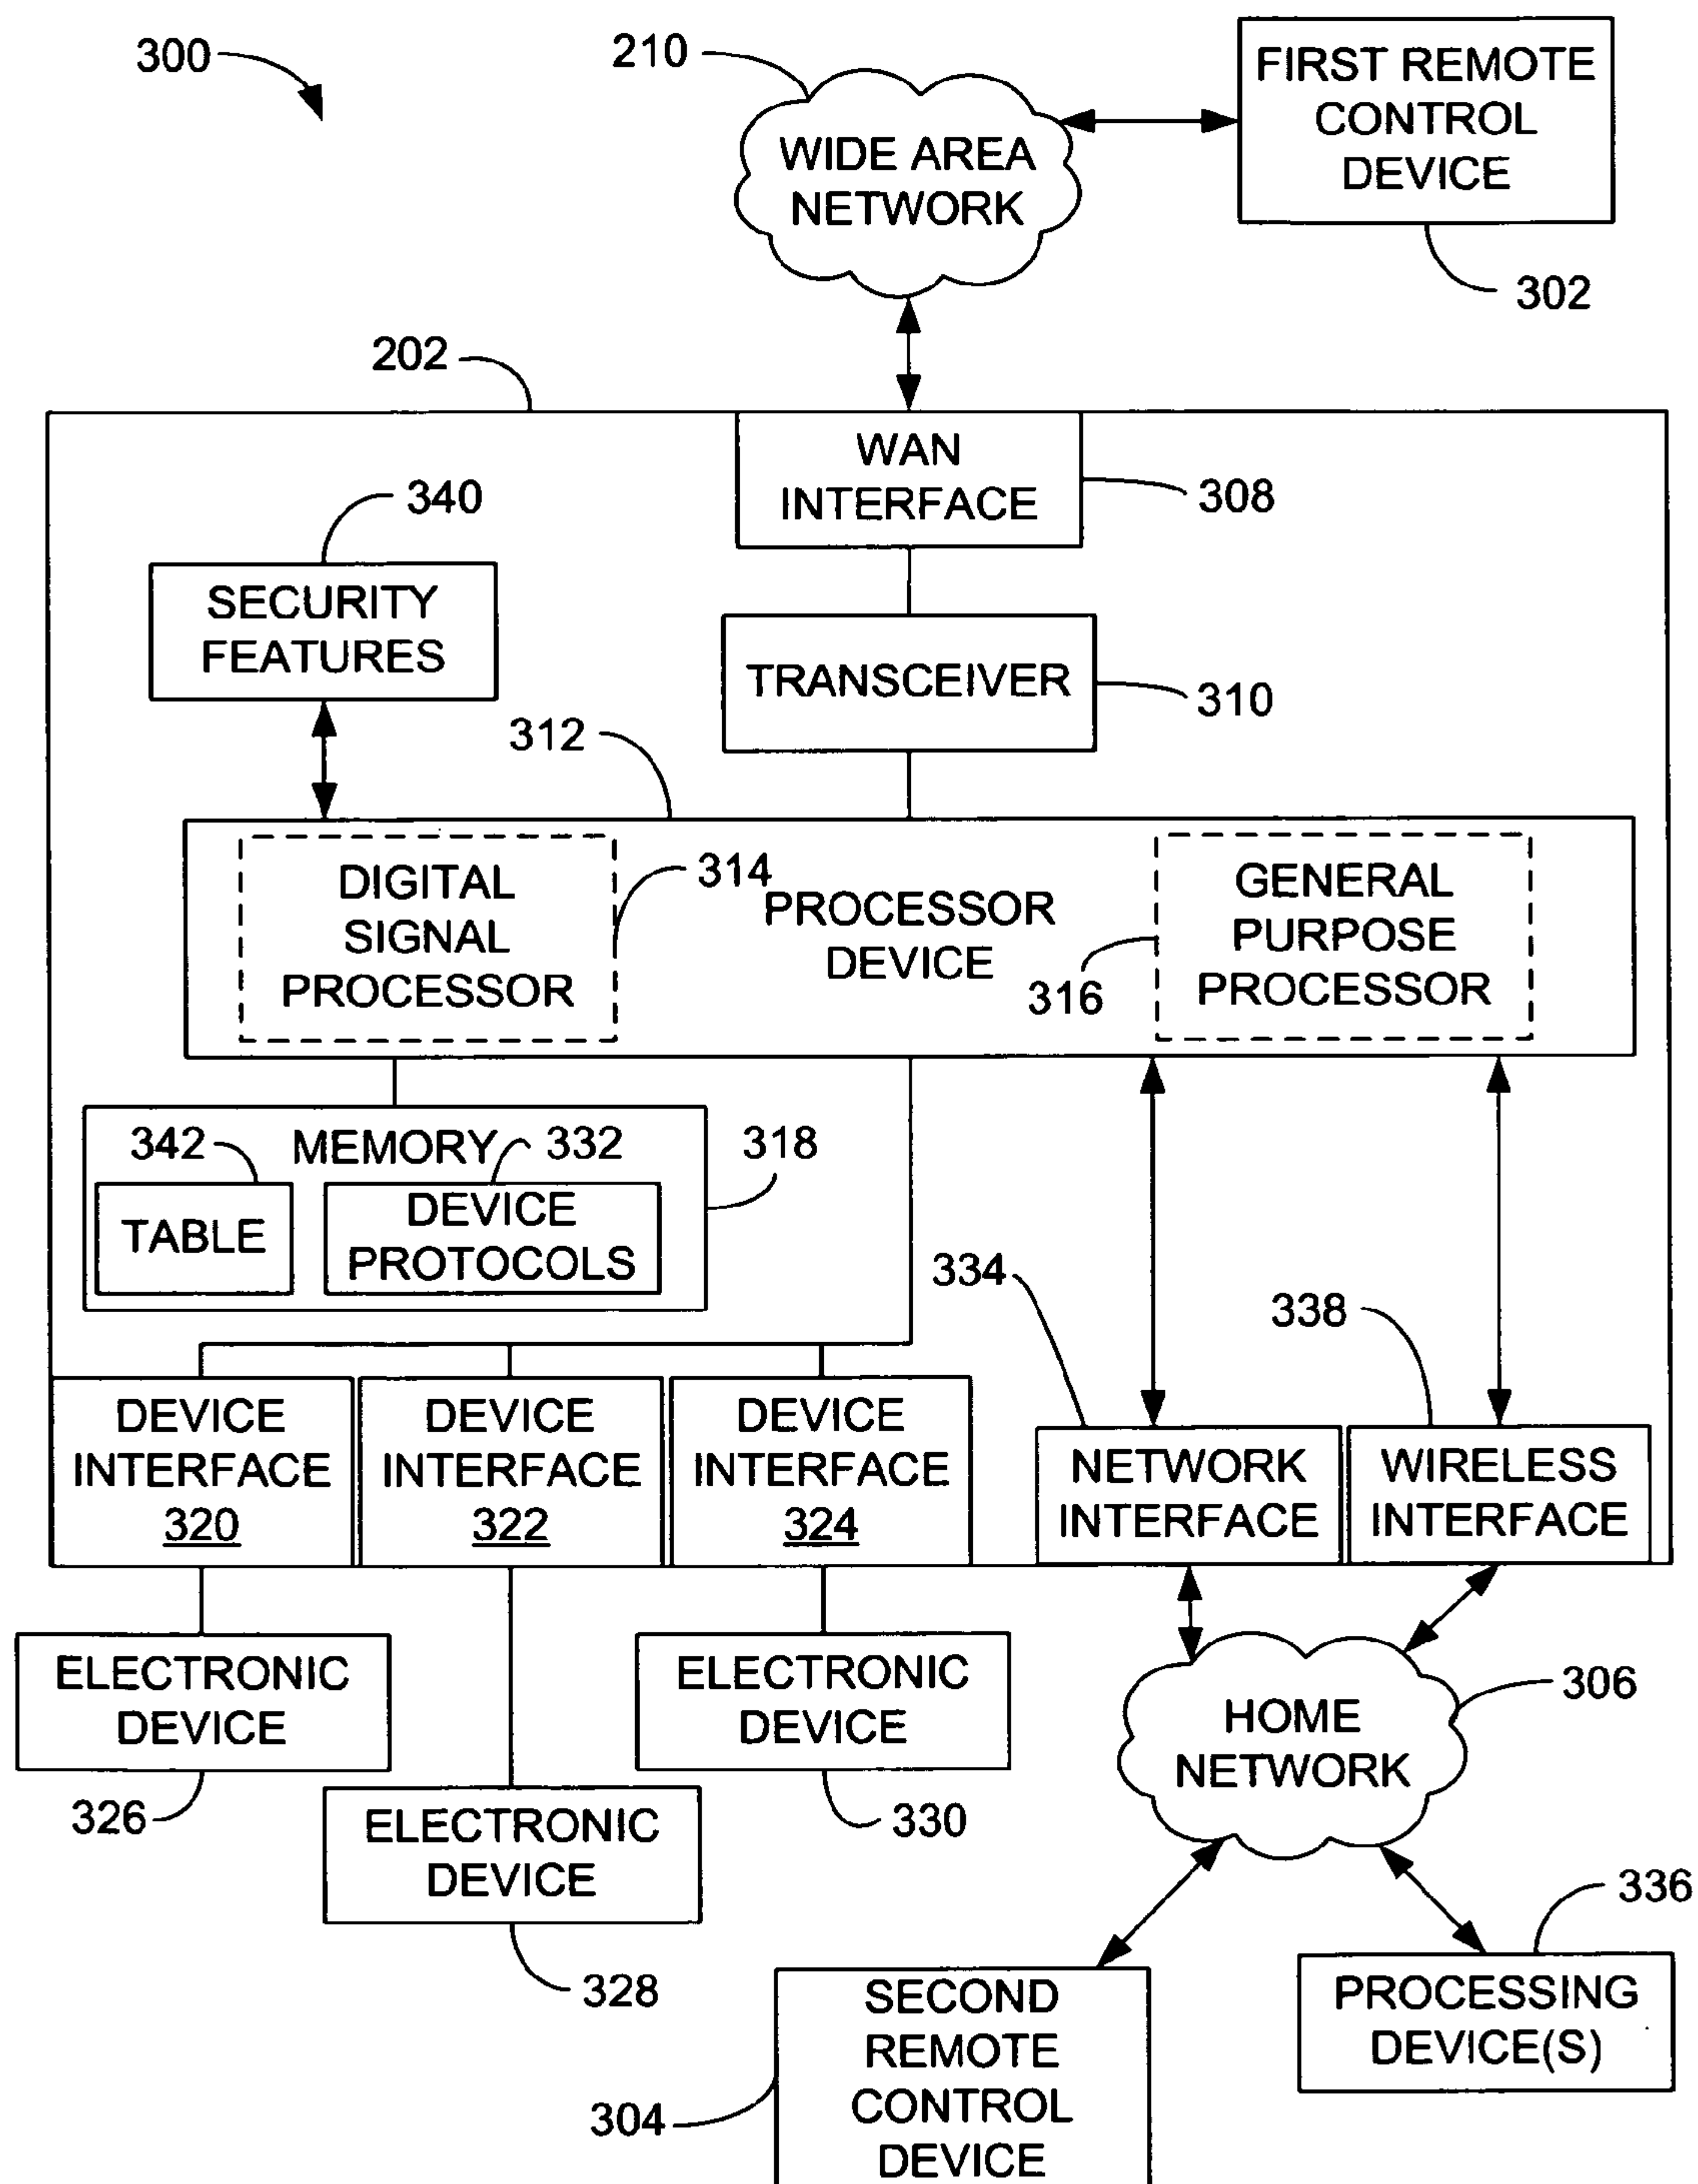 300
210
FIRST REMOTE
CONTROL
DEVICE
WIDE AREA
NETWORK
302
202
WAN
INTERFACE
308
340
SECURITY
FEATURES
TRANSCEIVER
310
312
DIGITAL
SIGNAL
PROCESSOR
314
PROCESSOR
DEVICE
316
GENERAL
PURPOSE
PROCESSOR
342
MEMORY
332
318
TABLE
DEVICE
PROTOCOLS
334
338
DEVICE
INTERFACE
320
DEVICE
INTERFACE
322
DEVICE
INTERFACE
324
NETWORK
INTERFACE
WIRELESS
INTERFACE
ELECTRONIC
DEVICE
326
ELECTRONIC
DEVICE
328
ELECTRONIC
DEVICE
330
HOME
NETWORK
306
336
PROCESSING
DEVICE(S)
SECOND
REMOTE
CONTROL
DEVICE
304